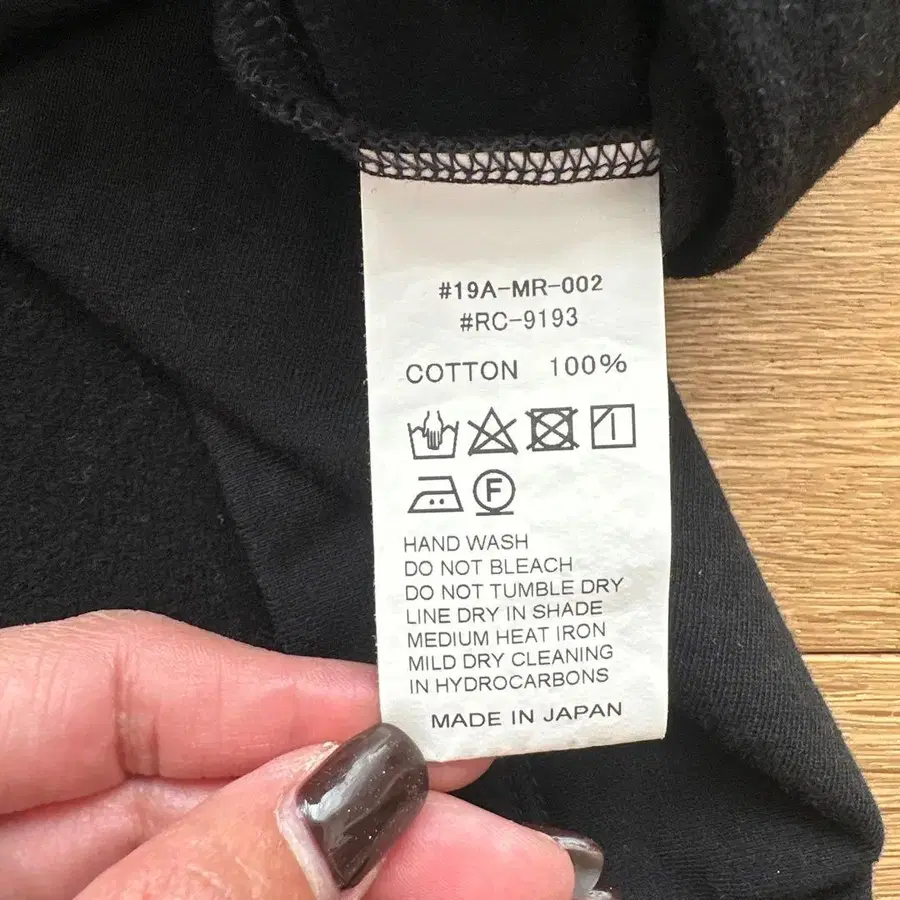 #19A-MR-002
#RC-9193
COTTON 100%
F
HAND WASH
DO NOT BLEACH
DO NOT TUMBLE DRY
LINE DRY IN SHADE
MEDIUM HEAT IRON
MILD DRY CLEANING
IN HYDROCARBONS
MADE IN JAPAN